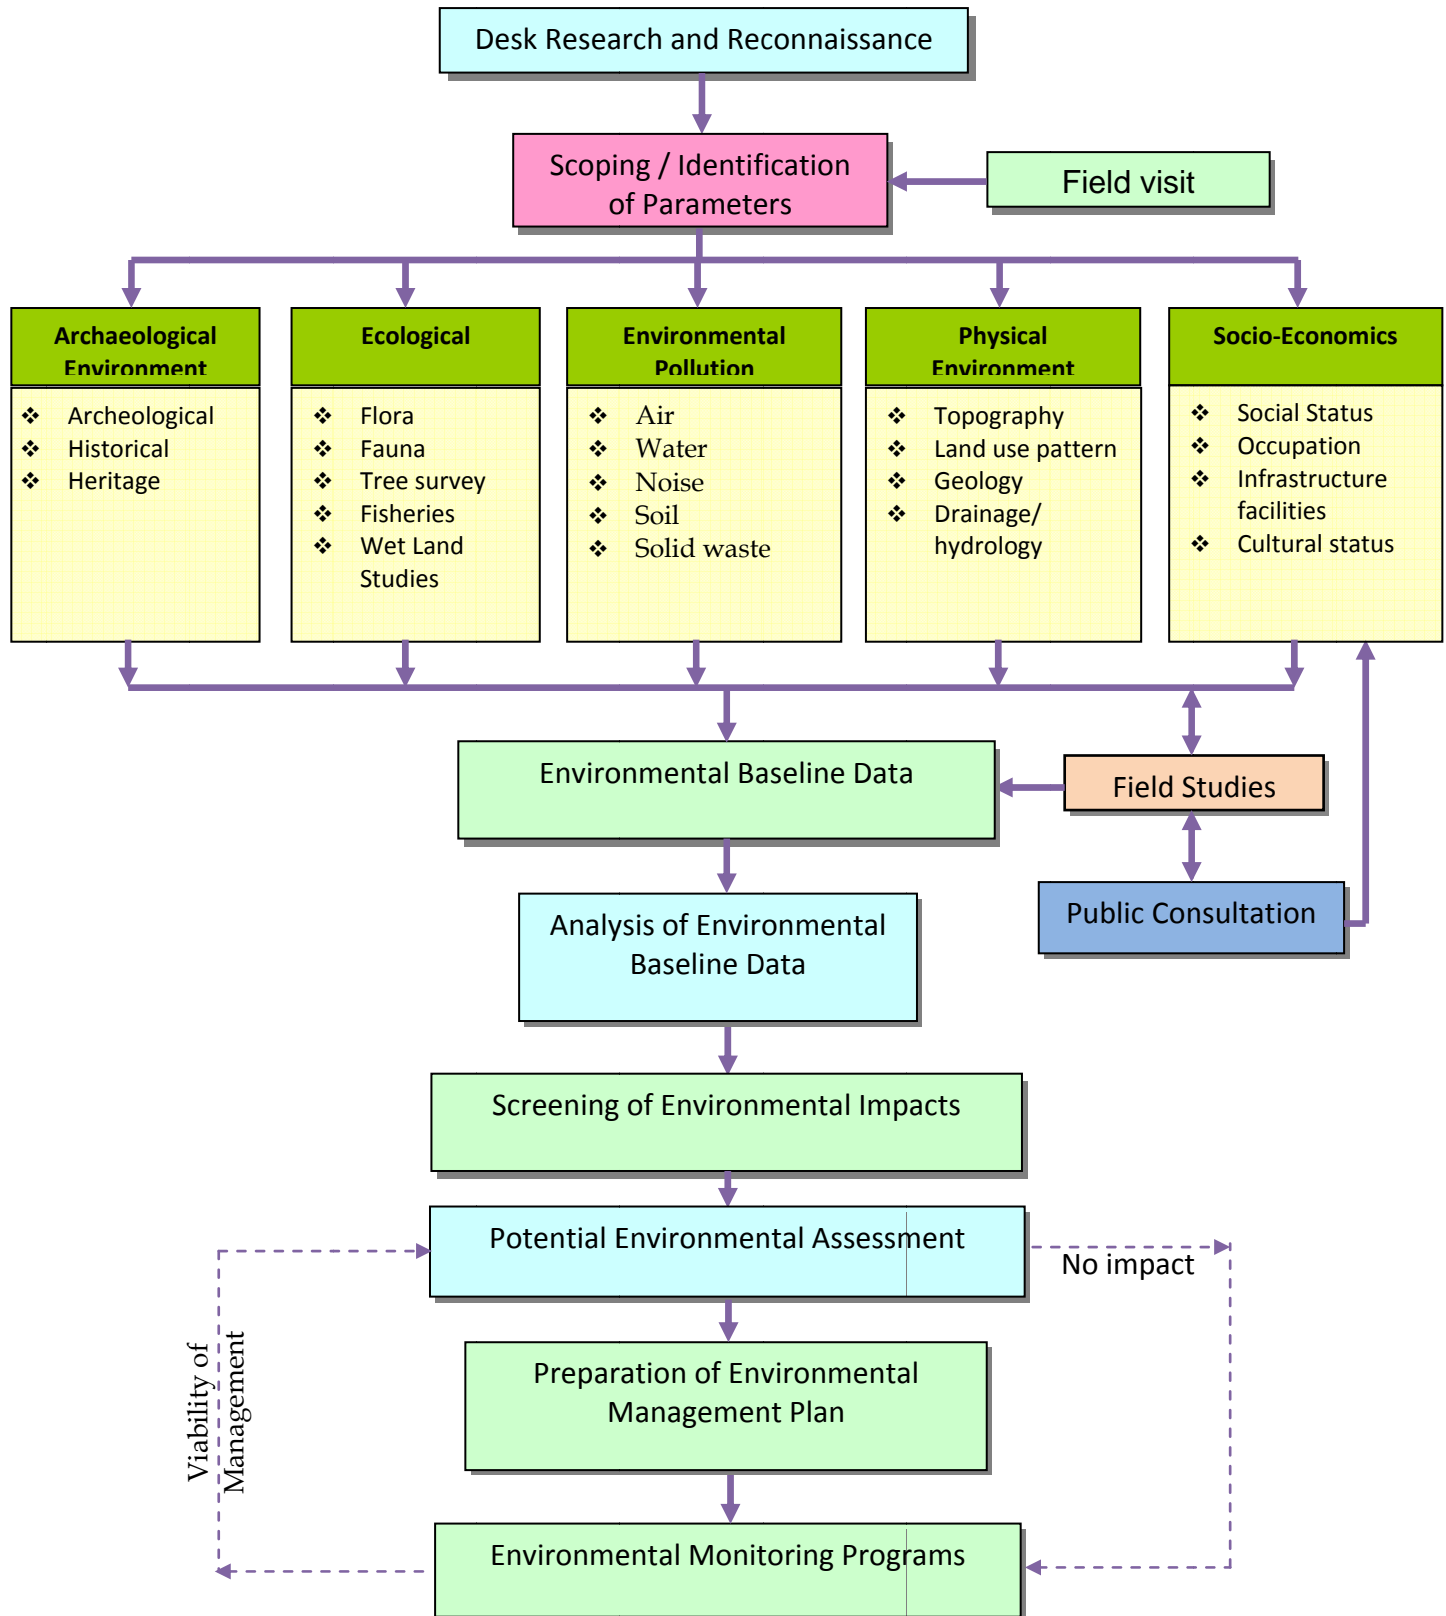 Desk Research and Reconnaissance
Scoping / Identification
of Parameters
Field visit
Archaeological
Environment
❖ Archeological
❖ Historical
❖ Heritage
Ecological
❖ Flora
❖ Fauna
❖ Tree survey
❖ Fisheries
❖ Wet Land
Studies
Environmental
Pollution
❖ Air
❖ Water
❖ Noise
❖ Soil
❖ Solid waste
Physical
Environment
❖ Topography
❖ Land use pattern
❖ Geology
❖ Drainage/
hydrology
Socio-Economics
❖ Social Status
❖ Occupation
❖ Infrastructure
facilities
❖ Cultural status
Environmental Baseline Data
Field Studies
Analysis of Environmental
Baseline Data
Public Consultation
Screening of Environmental Impacts
Potential Environmental Assessment
No impact
Viability of
Management
Preparation of Environmental
Management Plan
Environmental Monitoring Programs